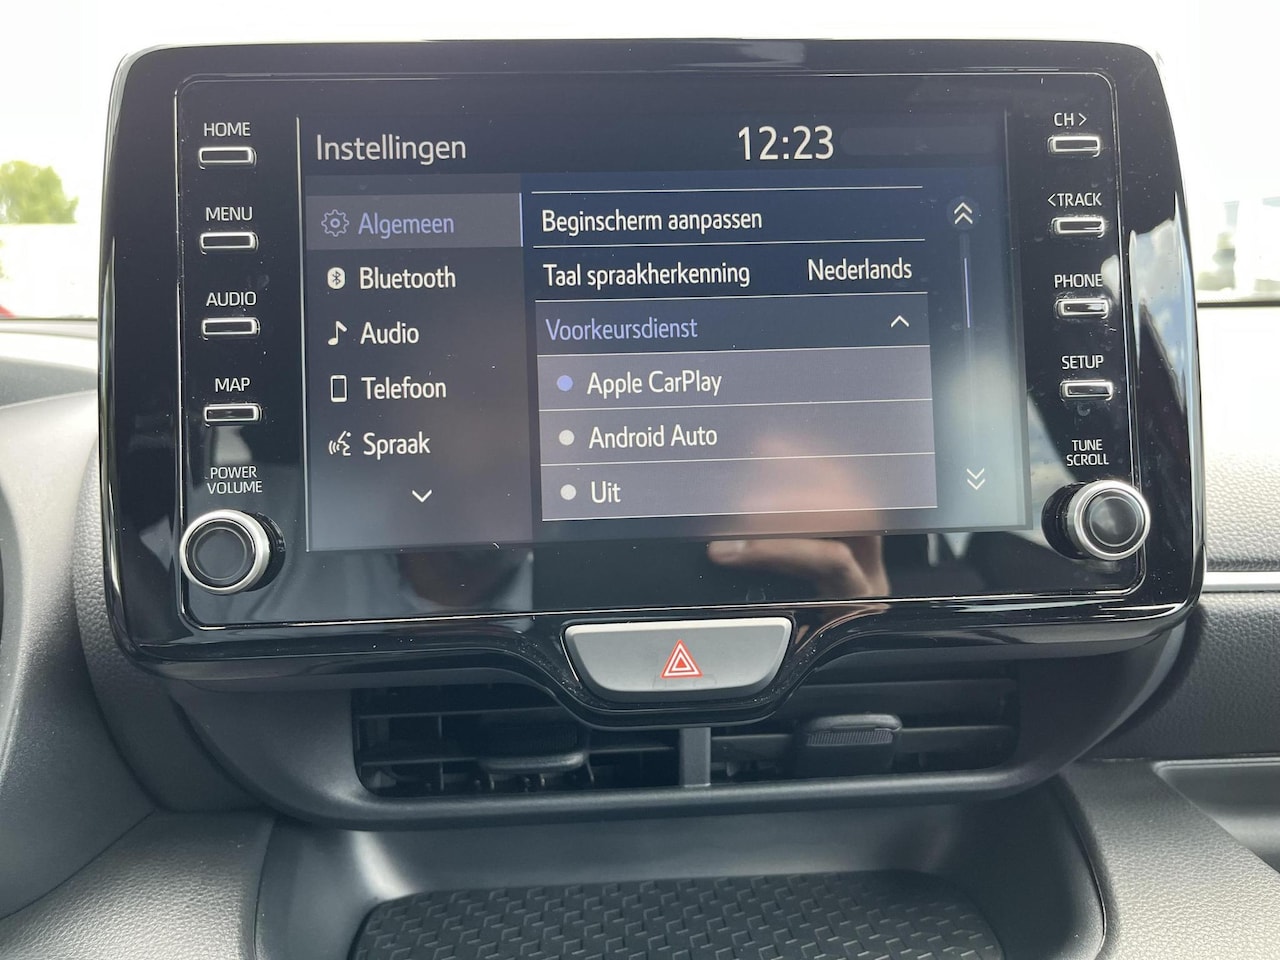 HOME
MENU
AUDIO
MAP
POWER
VOLUME
Instellingen
12:23
Algemeen
Bluetooth
Audio
Telefoon
Spraak
Beginscherm aanpassen
Taal spraakherkenning Nederlands
Voorkeursdienst
Apple CarPlay
Android Auto
Uit
CH >
<TRACK
PHONE
SETUP
TUNE
SCROLL